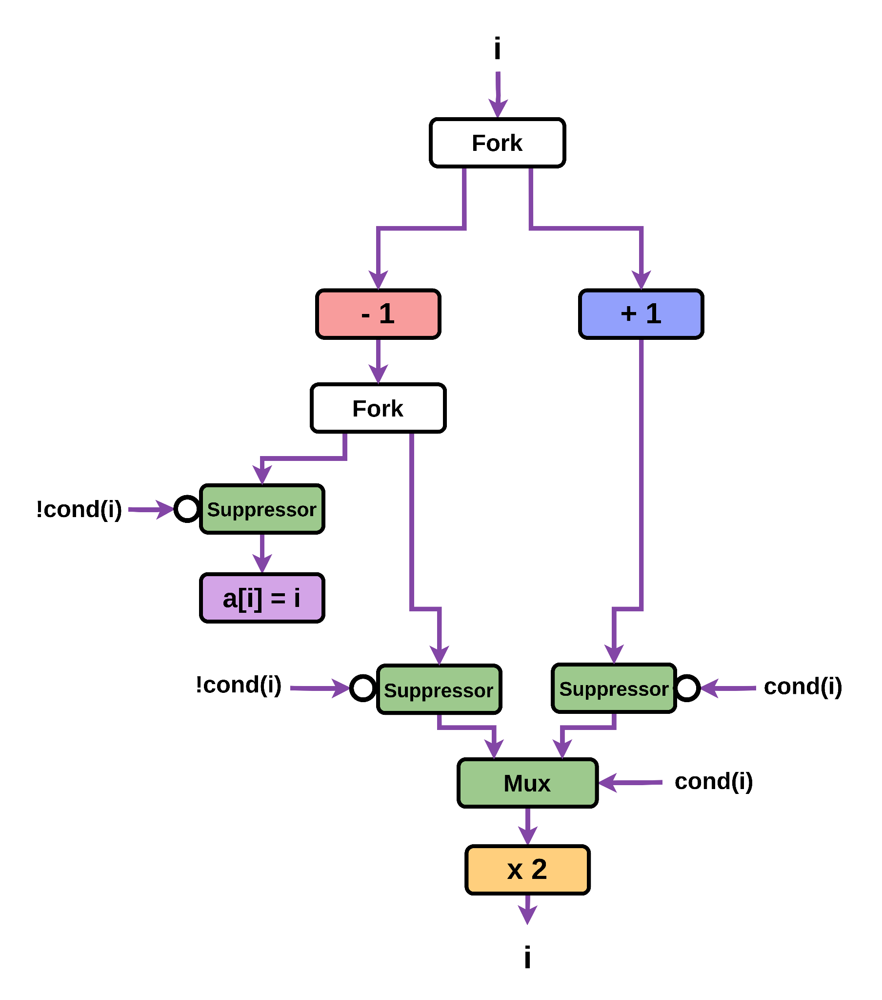 i
Fork
- 1
+ 1
Fork
!cond(i)
Suppressor
a[i] = i
!cond(i)
Suppressor
Suppressor
cond(i)
Mux
cond(i)
x 2
i